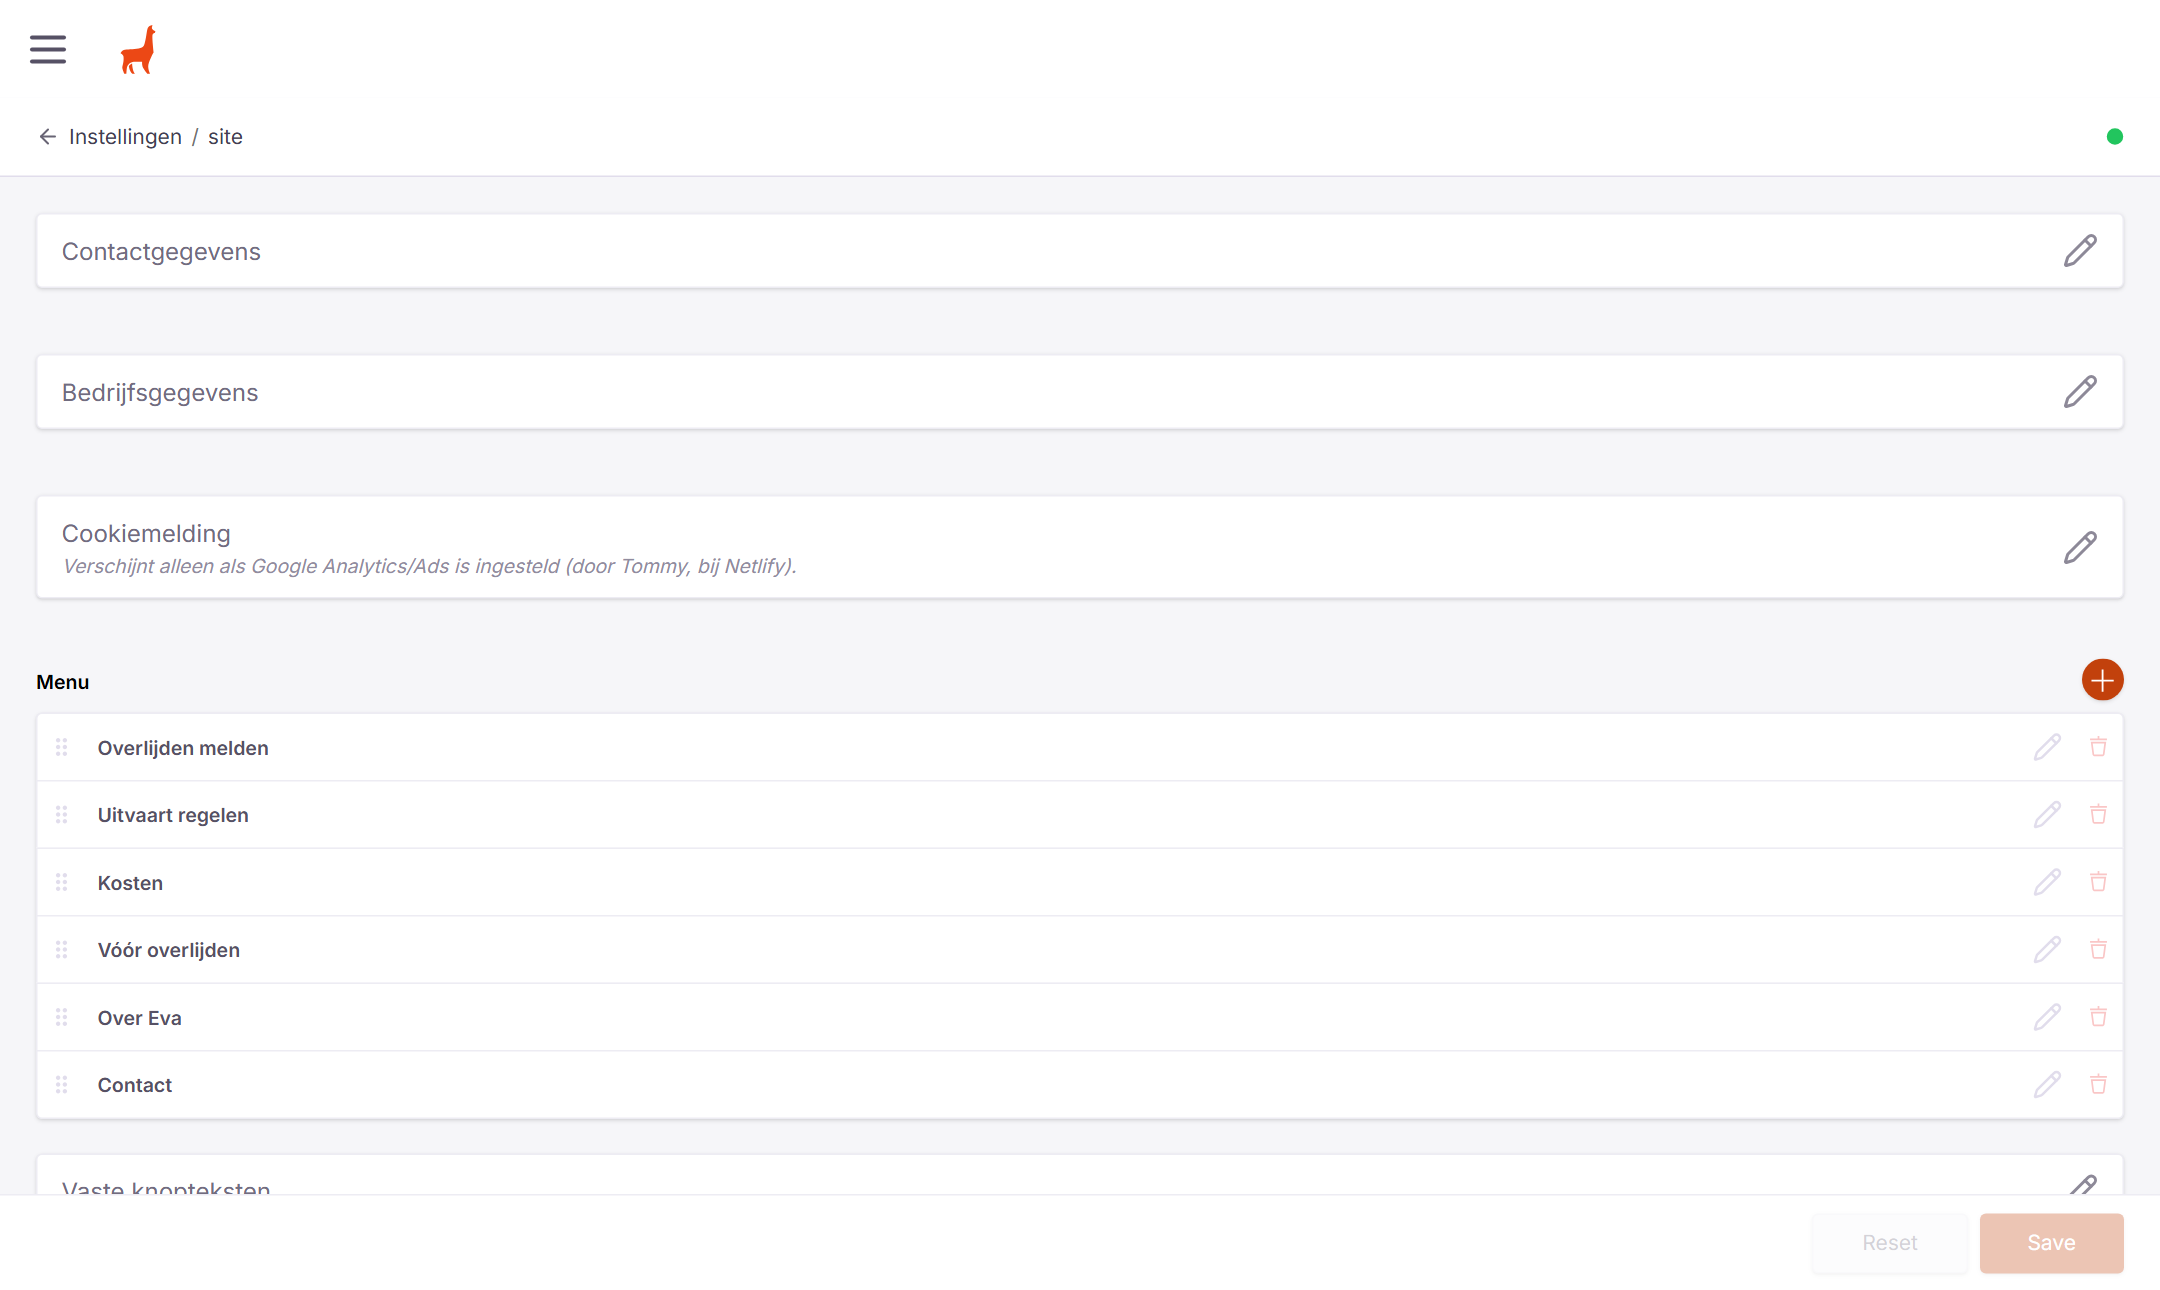 Instellingen / site
Contactgegevens
Bedrijfsgegevens
Cookiemelding
Verschijnt alleen als Google Analytics/Ads is ingesteld (door Tommy, bij Netlify).
Menu
Overlijden melden
Uitvaart regelen
Kosten
Vóór overlijden
Over Eva
Contact
Vaste knopteksten
Reset
Save